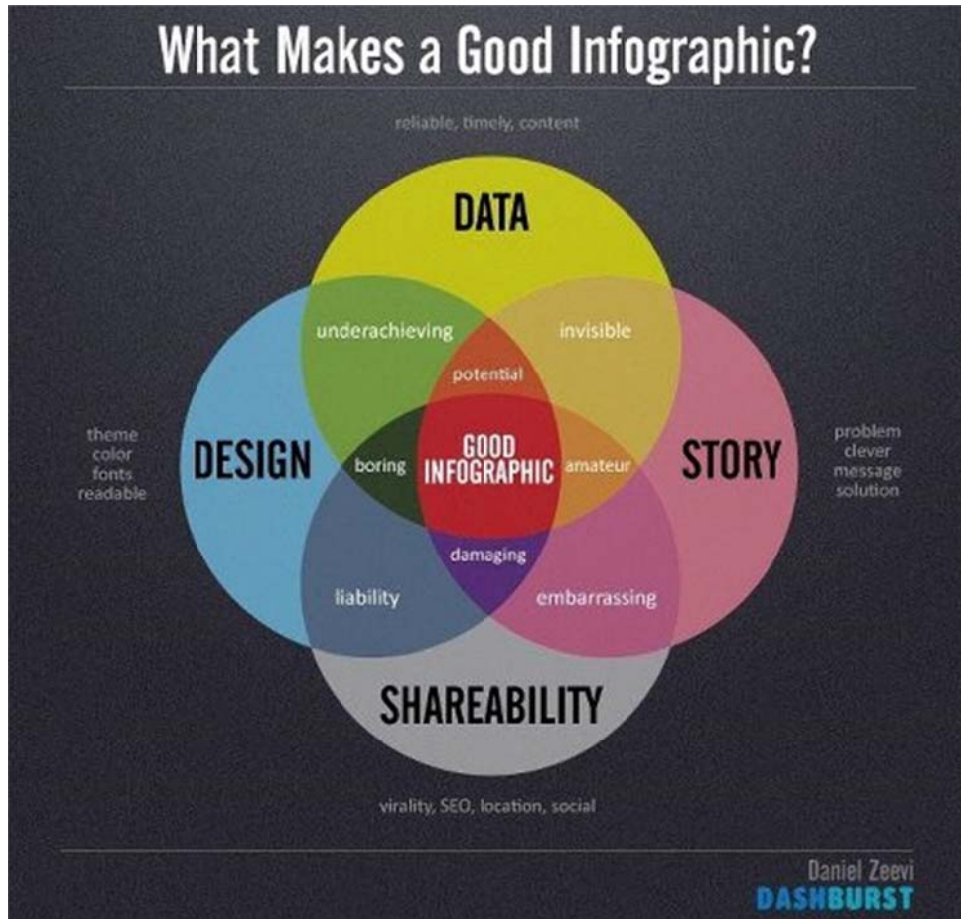 What Makes a Good Infographic?
reliable, timely, content
DATA
underachieving
invisible
potential
theme
color
fonts
readable
DESIGN
boring
GOOD
INFOGRAPHIC
amateur
STORY
problem
clever
message
solution
damaging
liability
embarrassing
SHAREABILITY
virality, SEO, location, social
Daniel Zeevi
DASHBURST